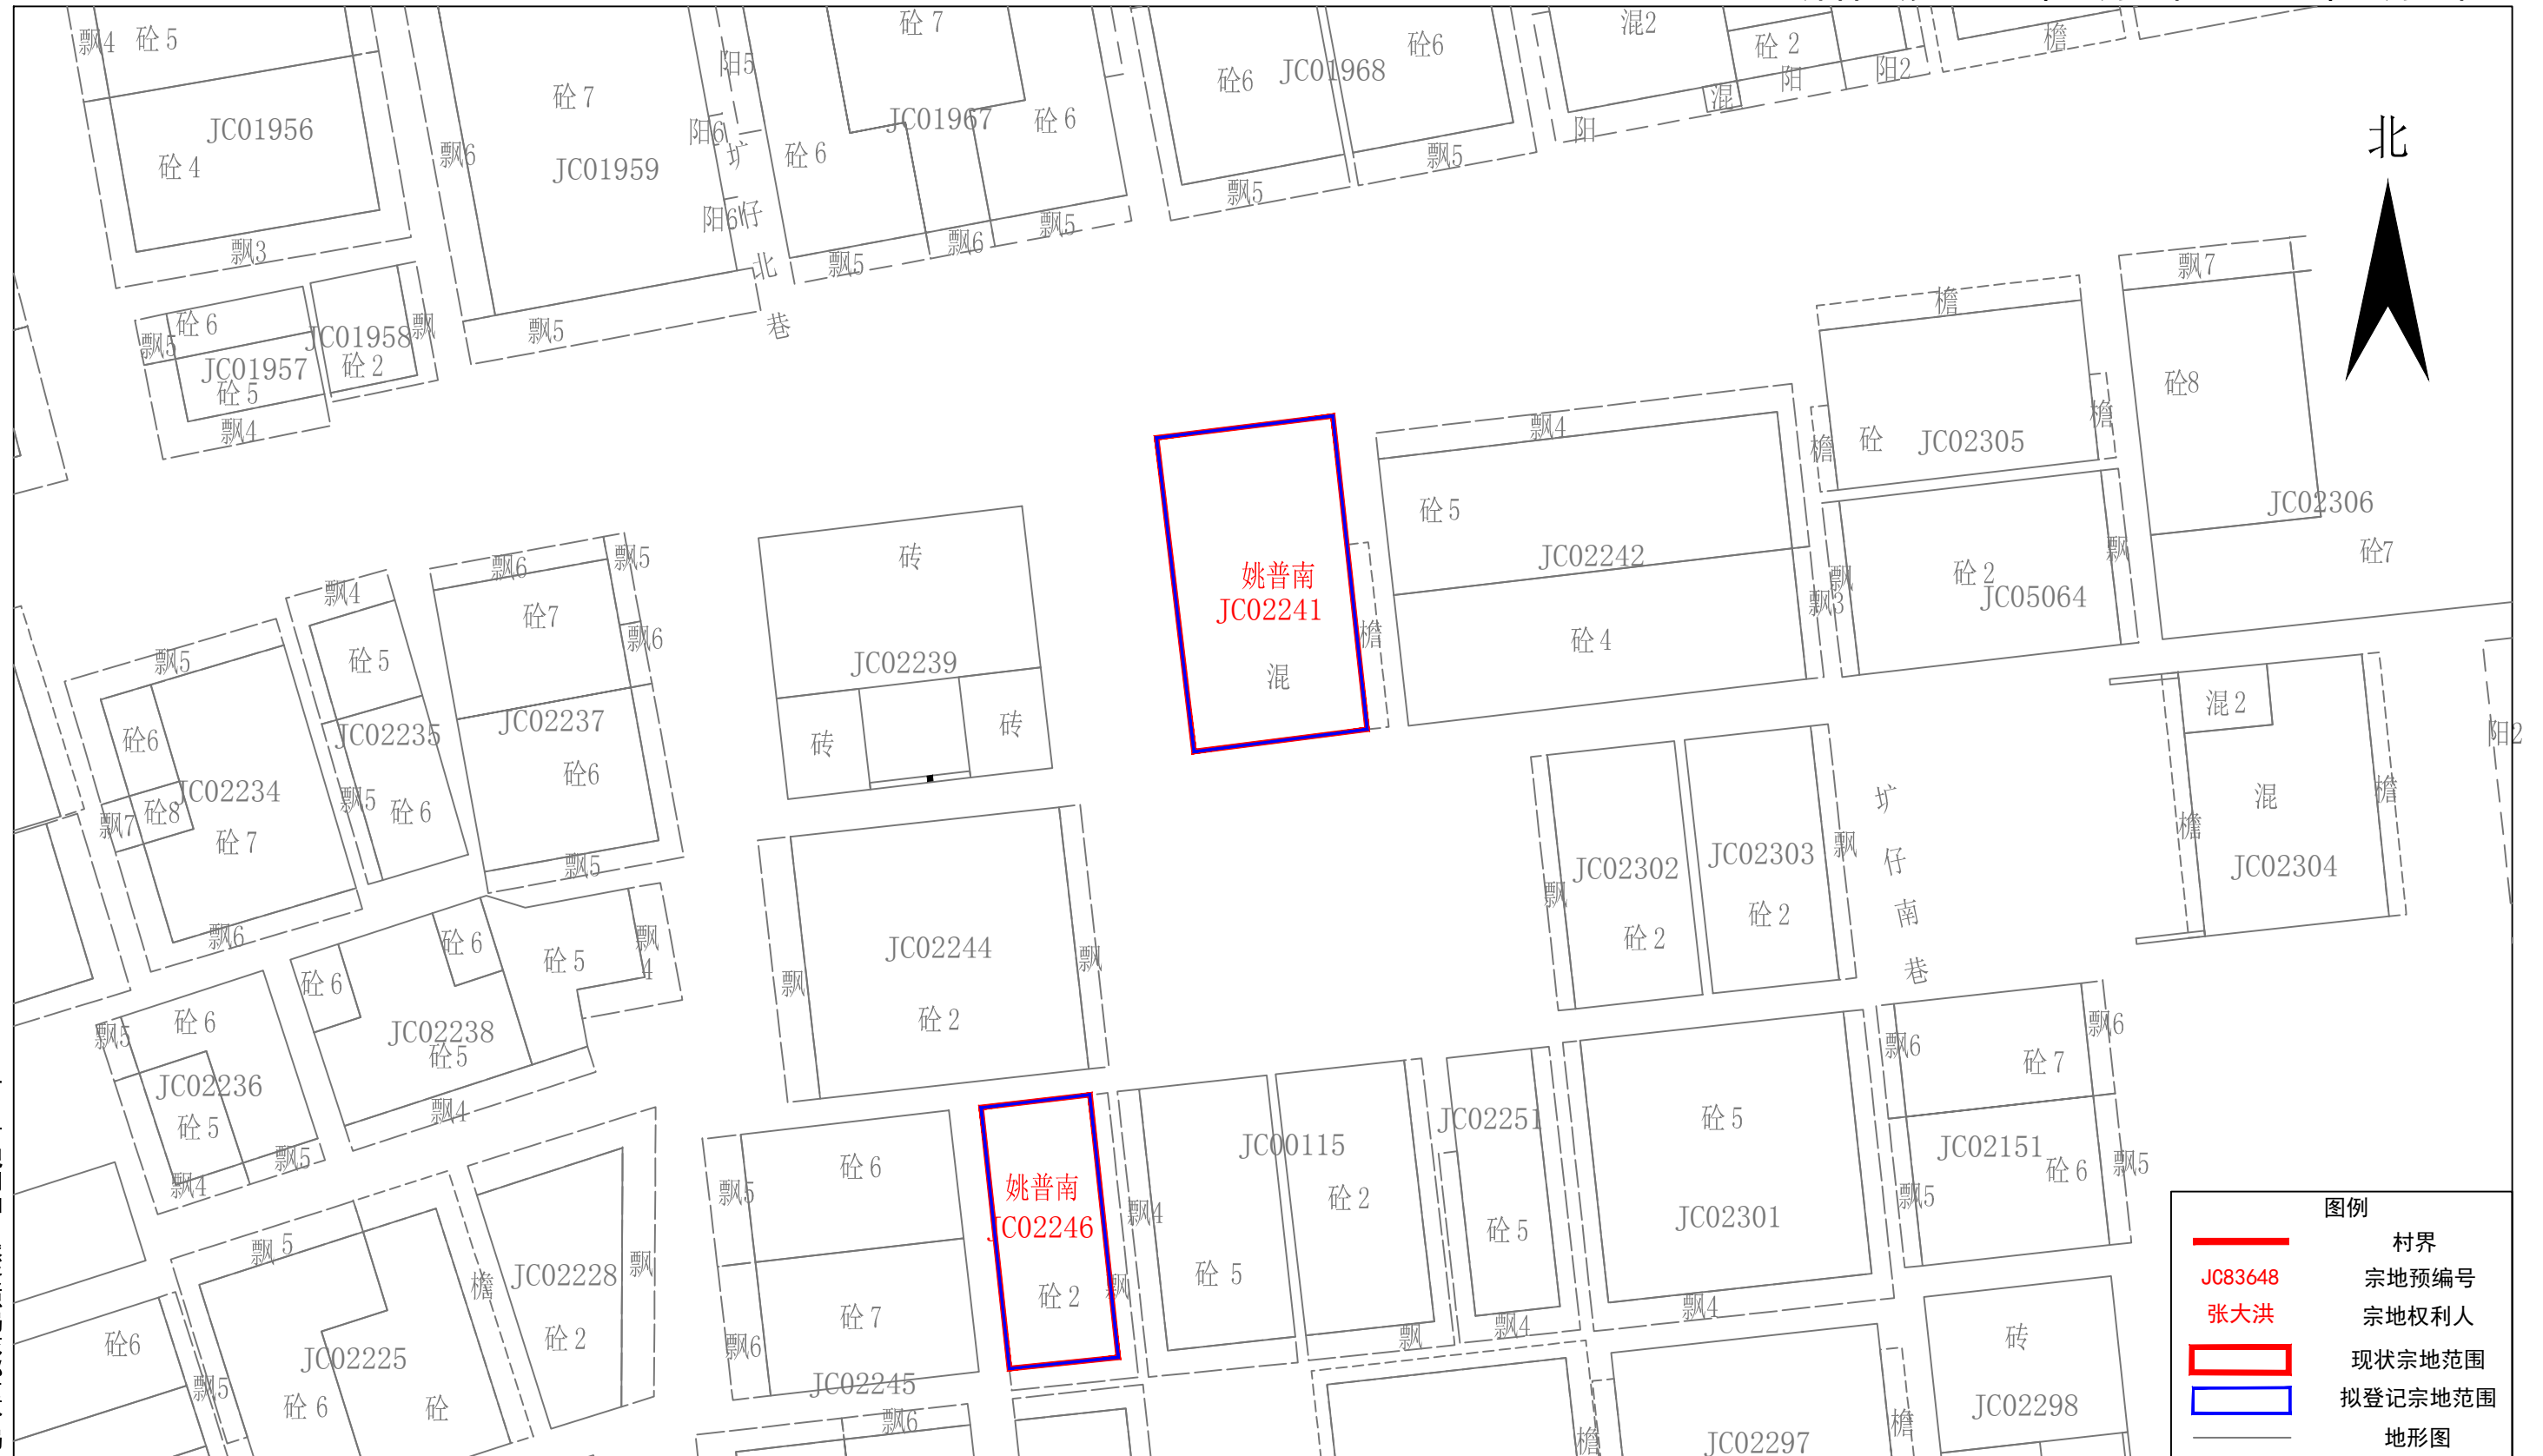 飘4
砼5
砼7
阳5
砼7
砼6
JC01968
砼6
混2
砼 2
阳
阳2
檐
混
阳
JC01956
砼4
飘6
JC01959
阳6
阳6
圹
仔
北
巷
JC01967
砼6
砼6
飘5
飘5
飘3
飘5
飘6
飘5
飘5
北
砼6
飘5
JC01957
砼5
飘4
JC01958
砼2
飘
飘7
砼8
JC02306
砼7
檐
檐
砼
JC02305
檐
飘4
砼5
JC02242
砼4
飘3
飘
砼2
JC05064
飘
姚普南
JC02241
混
檐
砖
JC02239
砖
砖
飘6
飘5
砼7
飘6
JC02237
砼6
飘5
飘4
砼5
JC02235
飘5
砼6
飘5
砼6
JC02234
砼8
飘7
砼7
飘6
混2
混
檐
檐
JC02304
阳2
JC02302
砼2
飘
JC02303
砼2
飘
圹
仔
南
巷
JC02244
砼2
飘
飘
砼6
砼6
砼5
飘
4
JC02238
砼5
飘4
飘5
砼6
JC02236
砼5
飘5
飘4
飘6
飘6
砼7
JC02151
砼6
飘5
飘5
砼5
JC02301
飘4
JC02251
砼5
飘4
JC00115
砼2
飘
飘4
砼5
姚普南
JC02246
砼2
飘
砼6
飘5
砼7
飘6
JC02245
飘6
飘5
JC02225
砼6
砼
檐
JC02228
砼2
飘
砼6
飘5
砖
JC02298
檐
檐
JC02297
图例
村界
JC83648
宗地预编号
张大洪
宗地权利人
现状宗地范围
拟登记宗地范围
地形图